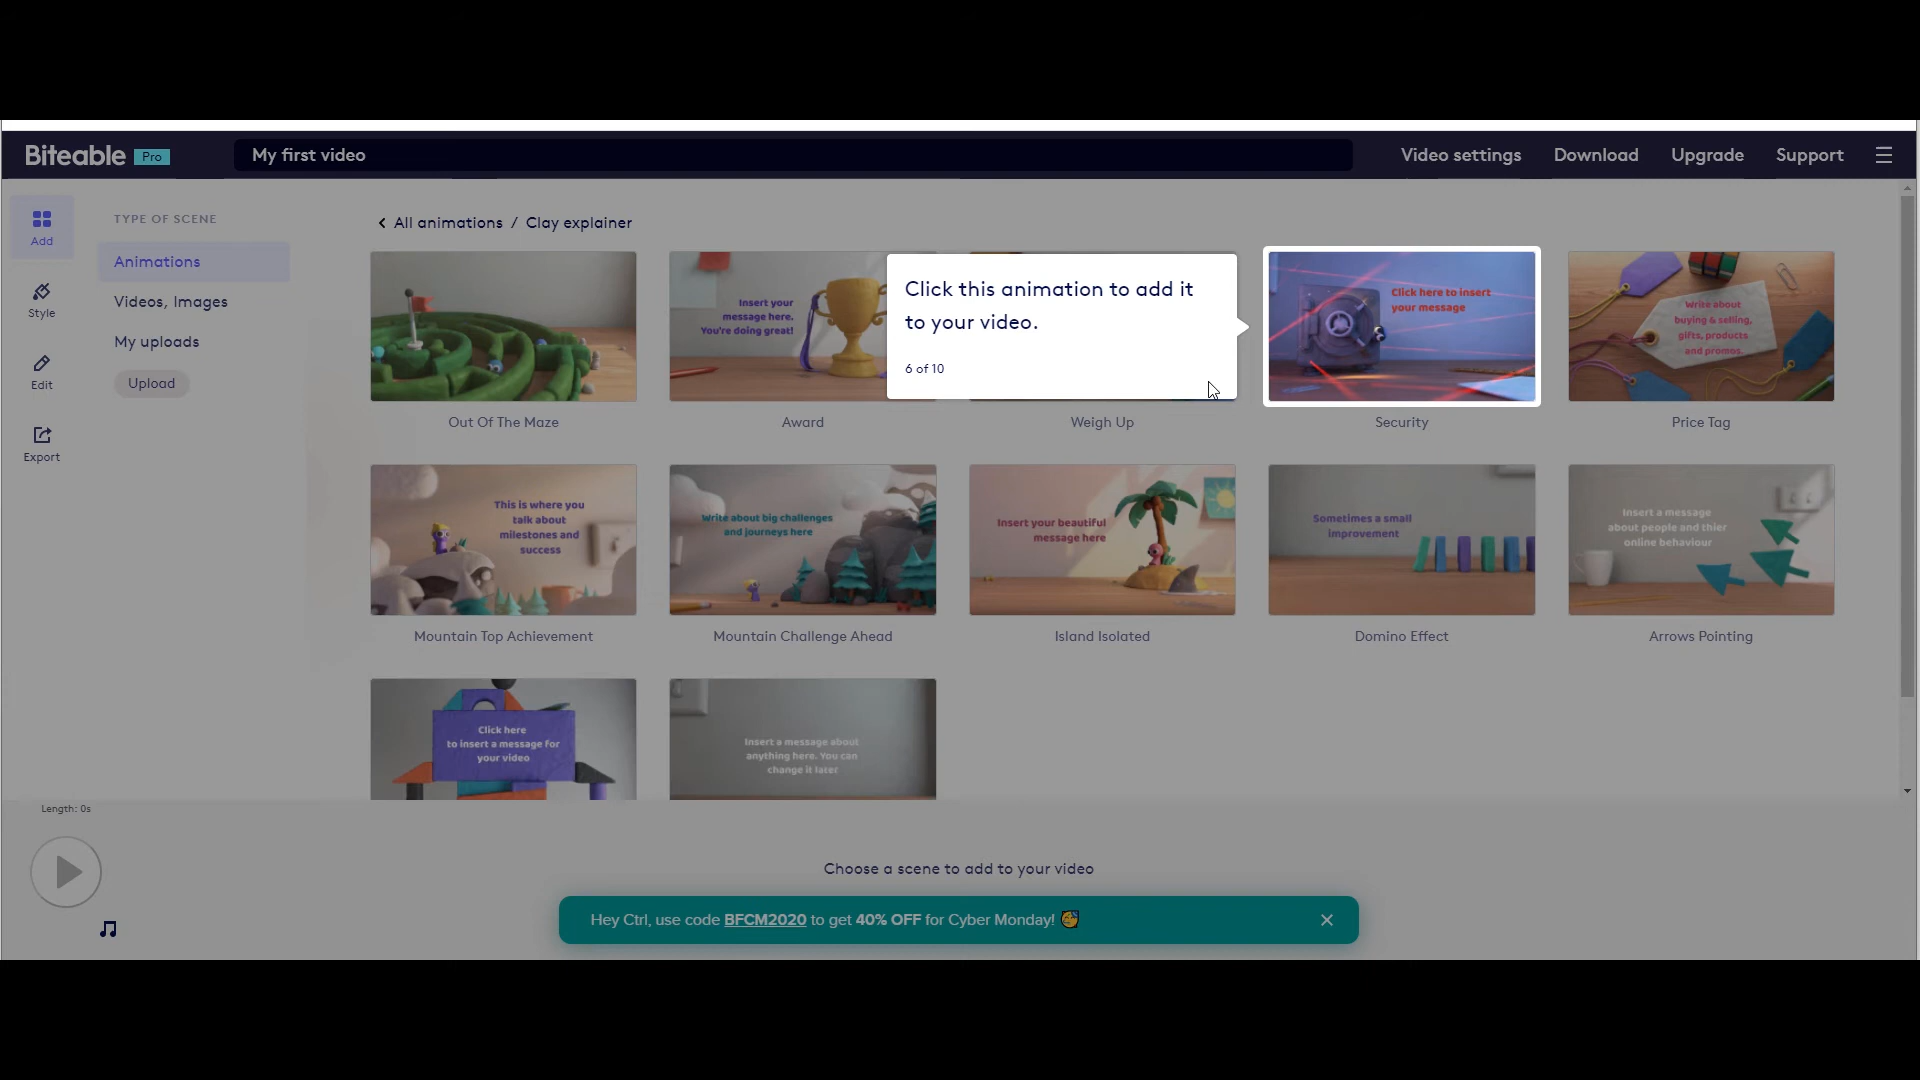 Biteable Pro
My first video
Video settings
Download
Upgrade
Support
Add
Style
Edit
Export
TYPE OF SCENE
Animations
Videos, Images
My uploads
Upload
All animations / Clay explainer
Out Of The Maze
Insert your
message here.
You're doing great!
Award
Click this animation to add it
to your video.
6 of 10
Weigh Up
Click here to insert
your message
Security
Write about
buying & selling,
gifts, products
and promos.
Price Tag
This is where you
talk about
milestones and
success
Mountain Top Achievement
Write about big challenges
and journeys here
Mountain Challenge Ahead
Insert your beautiful
message here
Island Isolated
Sometimes a small
improvement
Domino Effect
Insert a message
about people and thier
online behaviour
Arrows Pointing
Click here
to insert a message for
your video
Insert a message about
anything here. You can
change it later
Length: 0s
Choose a scene to add to your video
Hey Ctrl, use code BFCM2020 to get 40% OFF for Cyber Monday!